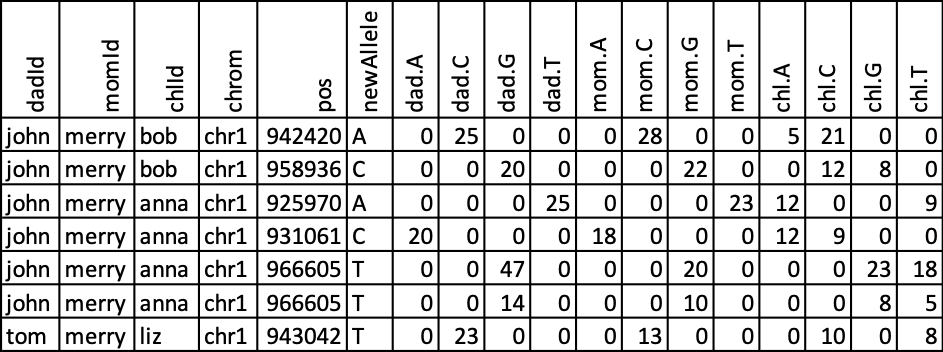 dadId momId chlId chrom pos newAllele dad.A dad.C dad.G dad.T mom.A mom.C mom.G mom.T chl.A chl.C chl.G chl.T
john merry bob chr1 942420 A 0 25 0 0 0 28 0 0 5 21 0 0
john merry bob chr1 958936 C 0 0 20 0 0 0 22 0 0 12 8 0
john merry anna chr1 925970 A 0 0 0 25 0 0 0 23 12 0 0 9
john merry anna chr1 931061 C 20 0 0 0 18 0 0 0 12 9 0 0
john merry anna chr1 966605 T 0 0 47 0 0 0 20 0 0 0 23 18
john merry anna chr1 966605 T 0 0 14 0 0 0 10 0 0 0 8 5
tom merry liz chr1 943042 T 0 23 0 0 0 13 0 0 0 10 0 8